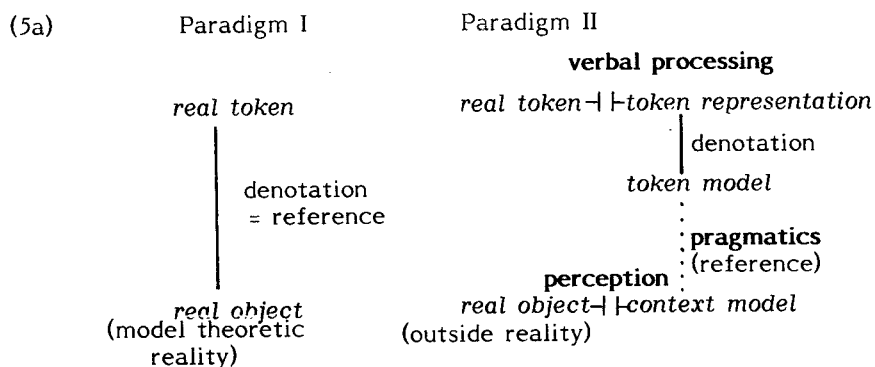 (5a) Paradigm I Paradigm II
verbal processing
real token real token⊣ ⊢token representation
denotation
= reference
denotation
token model
pragmatics
(reference)
perception
real object real object⊣ ⊢context model
(model theoretic (outside reality)
reality)